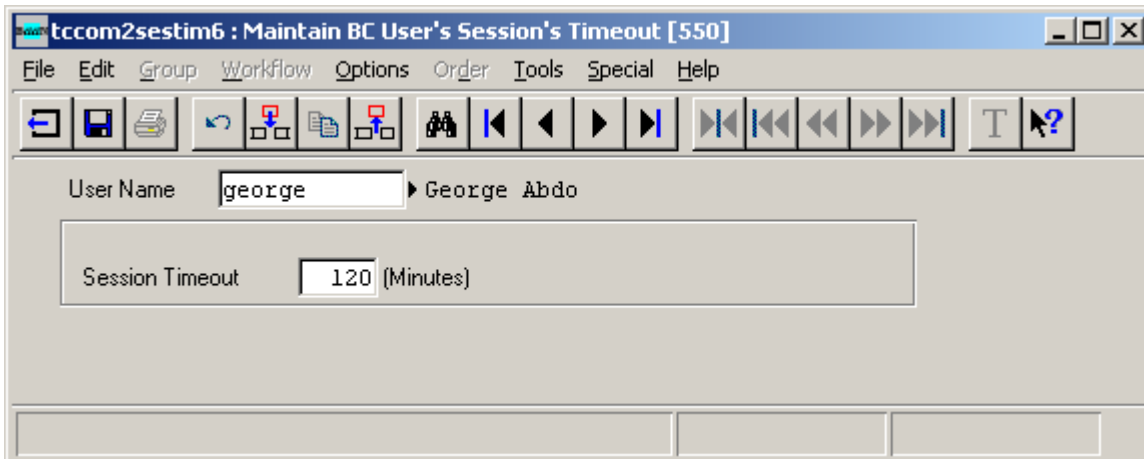 tccom2sestim6 : Maintain BC User's Session's Timeout [550]
File Edit Group Workflow Options Order Tools Special Help
T ?
User Name george George Abdo
Session Timeout 120 (Minutes)